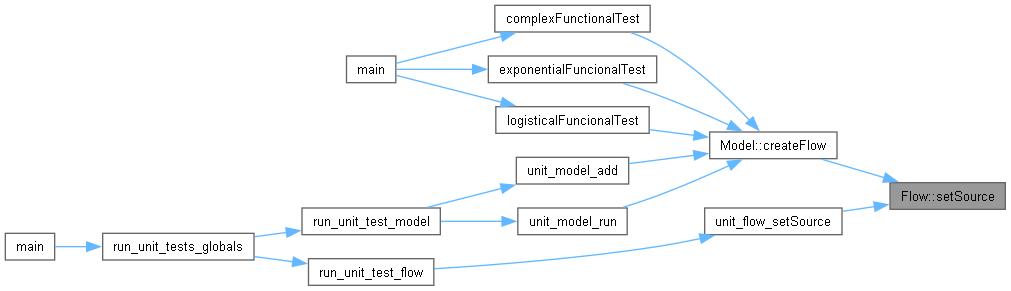 complexFunctionalTest
main
exponentialFuncionalTest
logisticalFuncionalTest
Model::createFlow
unit_model_add
Flow::setSource
run_unit_test_model
unit_model_run
unit_flow_setSource
main
run_unit_tests_globals
run_unit_test_flow